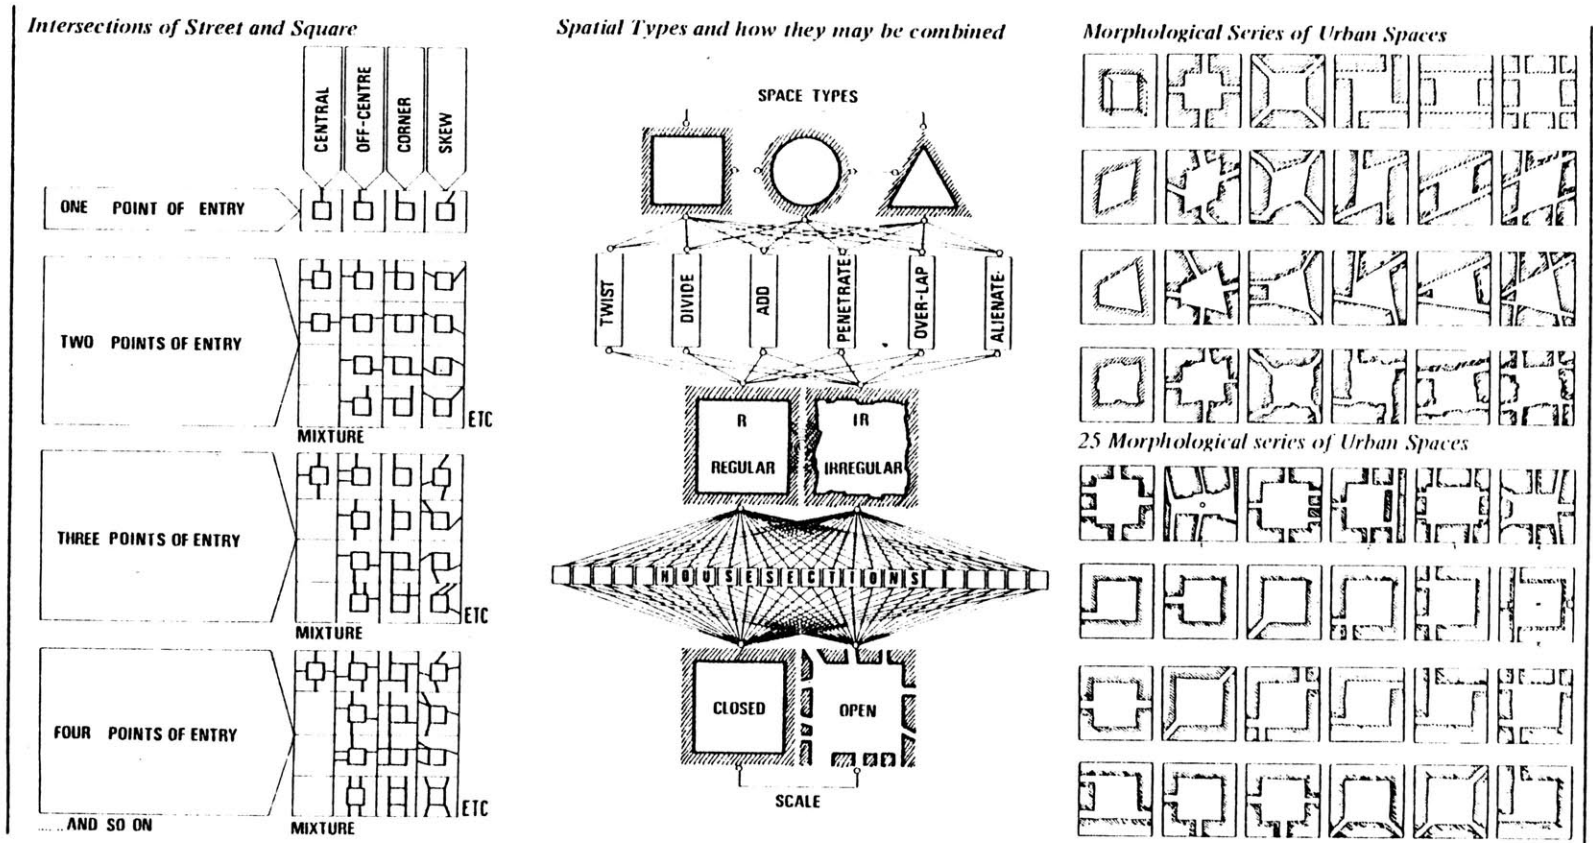 Intersections of Street and Square
CENTRAL
OFF-CENTRE
CORNER
SKEW
ONE POINT OF ENTRY
TWO POINTS OF ENTRY
ETC
MIXTURE
THREE POINTS OF ENTRY
ETC
MIXTURE
FOUR POINTS OF ENTRY
ETC
..... AND SO ON
MIXTURE
Spatial Types and how they may be combined
SPACE TYPES
TWIST
DIVIDE
ADD
PENETRATE
OVER-LAP
ALIENATE
R
REGULAR
IR
IRREGULAR
HOUSESECTIONS
CLOSED
OPEN
SCALE
Morphological Series of Urban Spaces
25 Morphological series of Urban Spaces